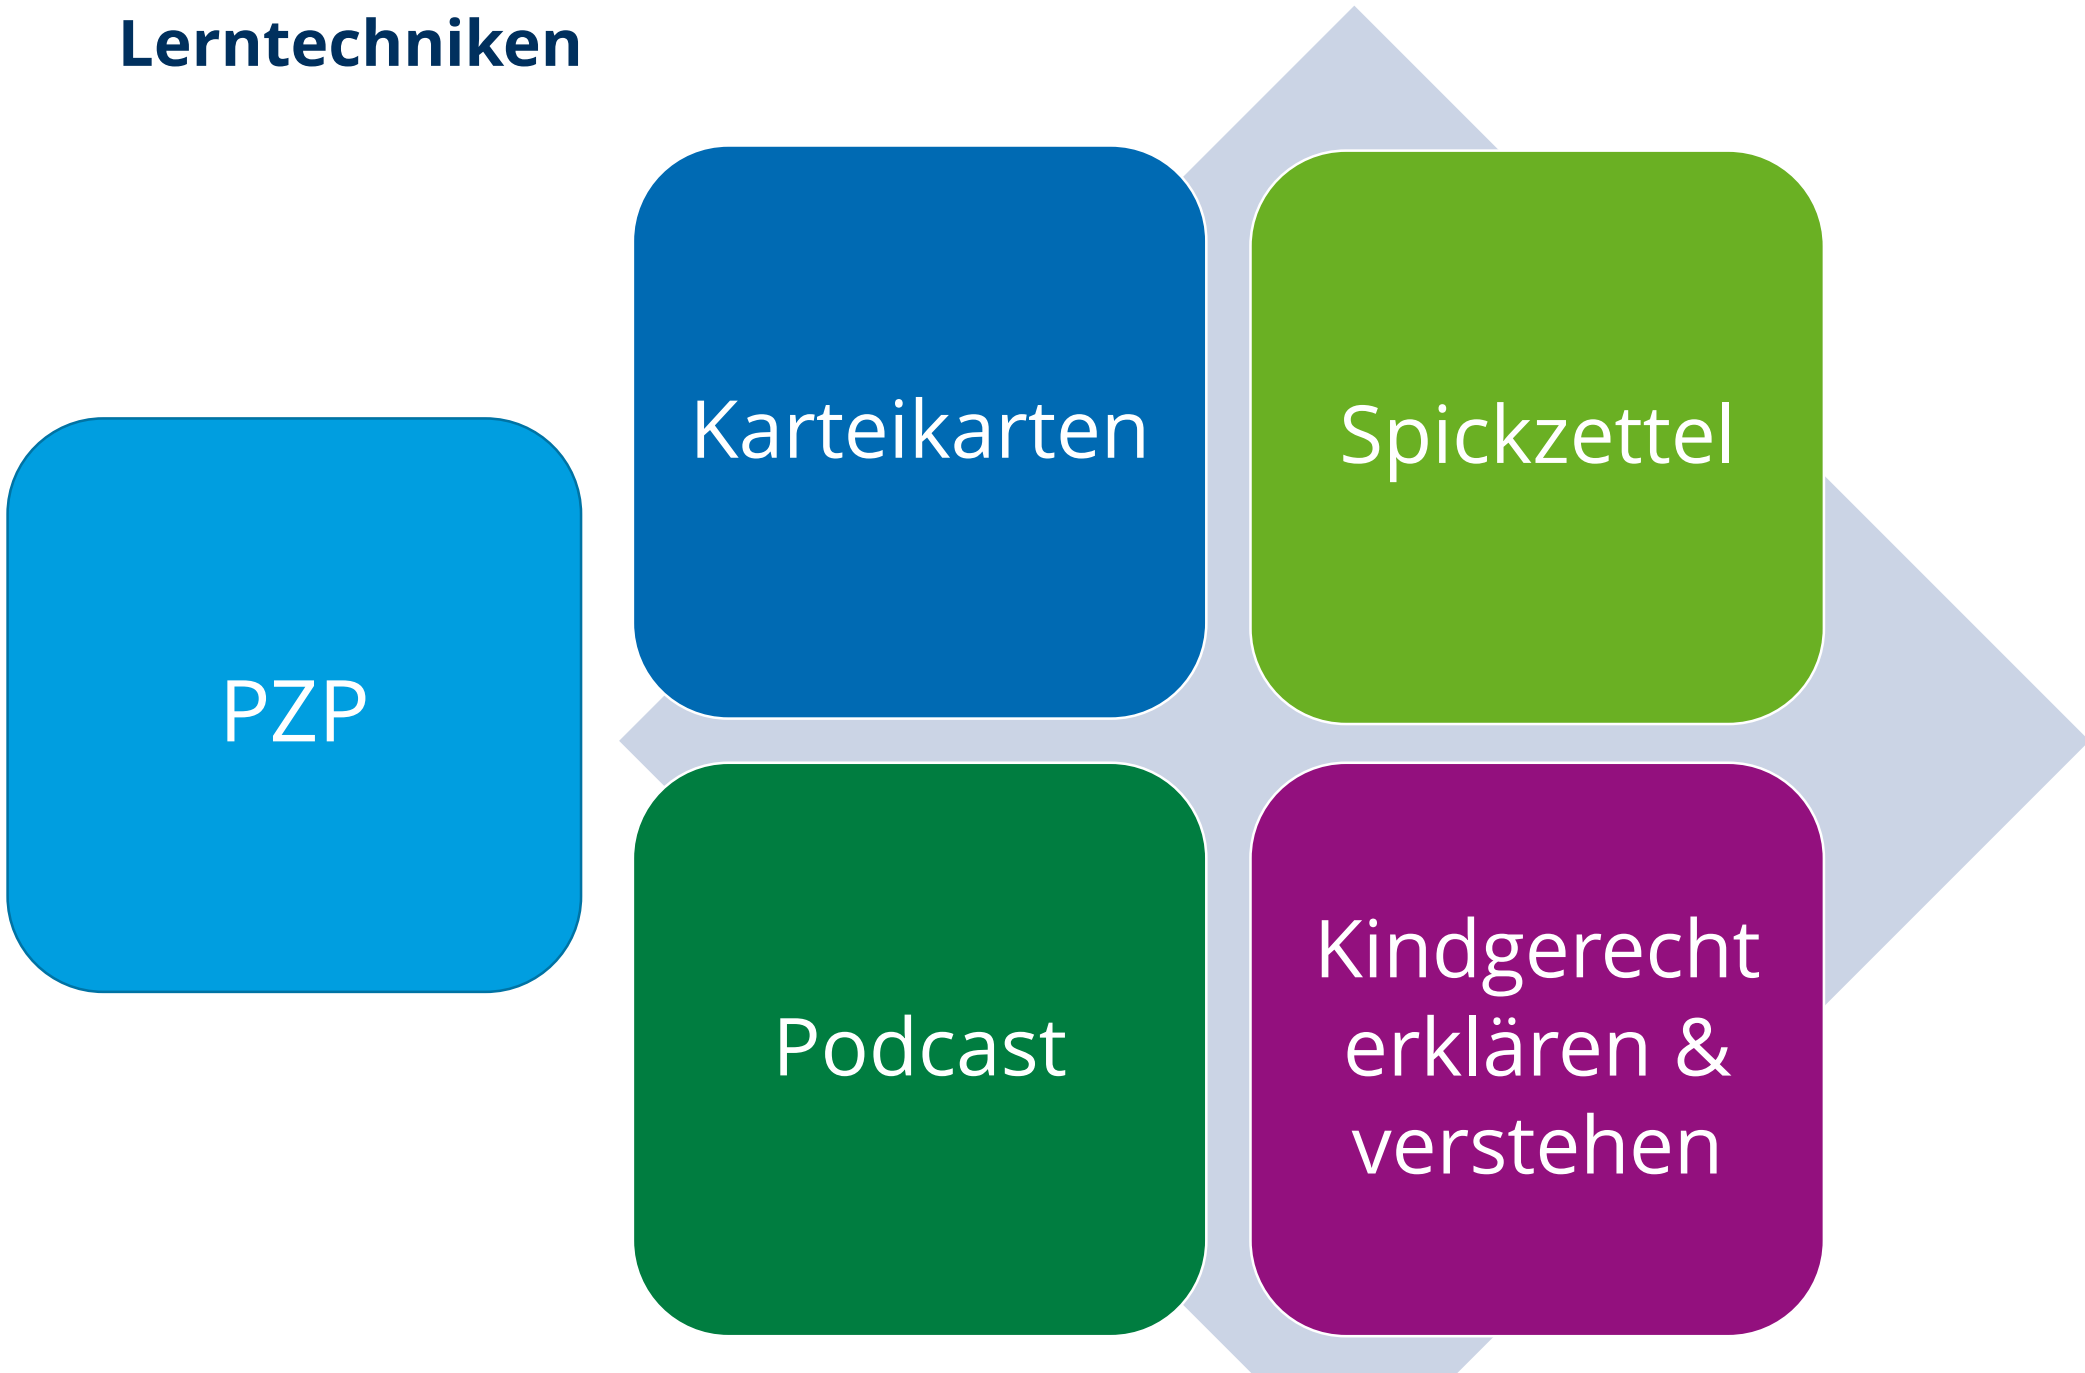 Lerntechniken
Karteikarten
Spickzettel
PZP
Podcast
Kindgerecht
erklären &
verstehen